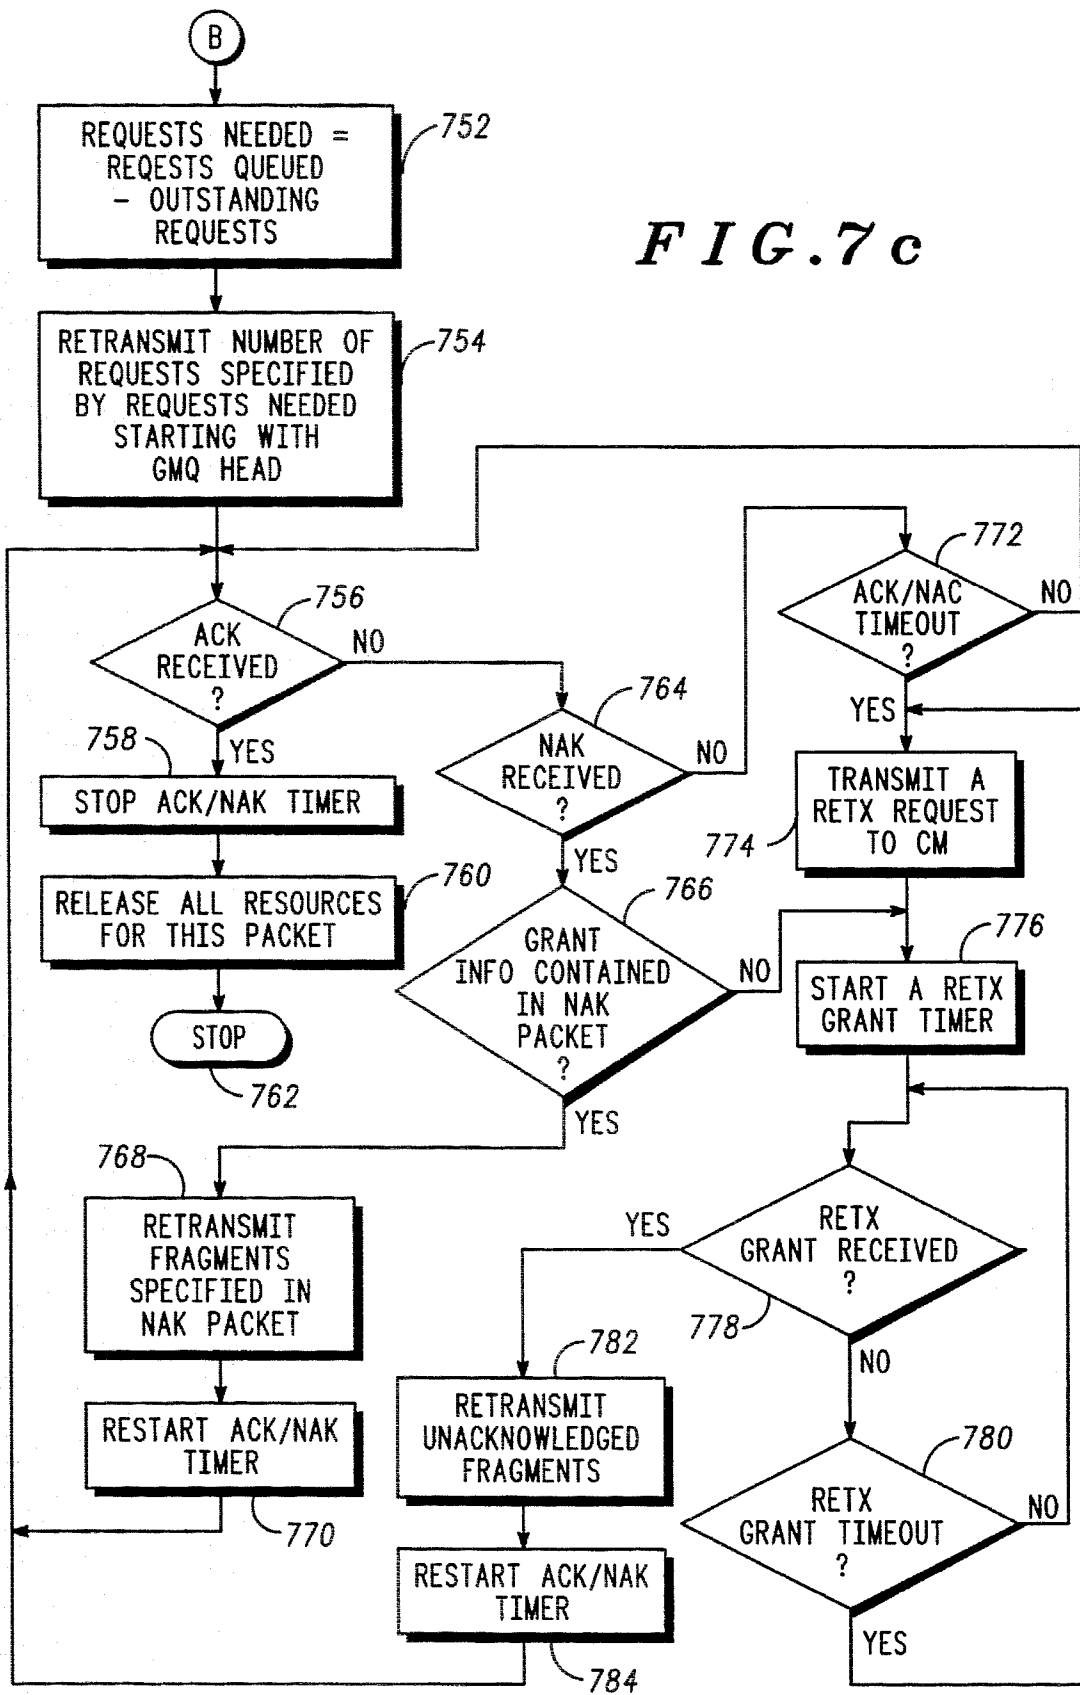 B
REQUESTS NEEDED =
REQESTS QUEUED
- OUTSTANDING
REQUESTS
752
FIG.7c
RETRANSMIT NUMBER OF
REQUESTS SPECIFIED
BY REQUESTS NEEDED
STARTING WITH
GMQ HEAD
754
ACK
RECEIVED
?
756
NO
YES
758
STOP ACK/NAK TIMER
RELEASE ALL RESOURCES
FOR THIS PACKET
760
STOP
762
NAK
RECEIVED
?
764
NO
YES
GRANT
INFO CONTAINED
IN NAK
PACKET
?
766
NO
YES
768
RETRANSMIT
FRAGMENTS
SPECIFIED IN
NAK PACKET
RESTART ACK/NAK
TIMER
770
ACK/NAC
TIMEOUT
?
772
NO
YES
TRANSMIT A
RETX REQUEST
TO CM
774
START A RETX
GRANT TIMER
776
RETX
GRANT RECEIVED
?
778
YES
NO
RETX
GRANT TIMEOUT
?
780
NO
YES
782
RETRANSMIT
UNACKNOWLEDGED
FRAGMENTS
RESTART ACK/NAK
TIMER
784